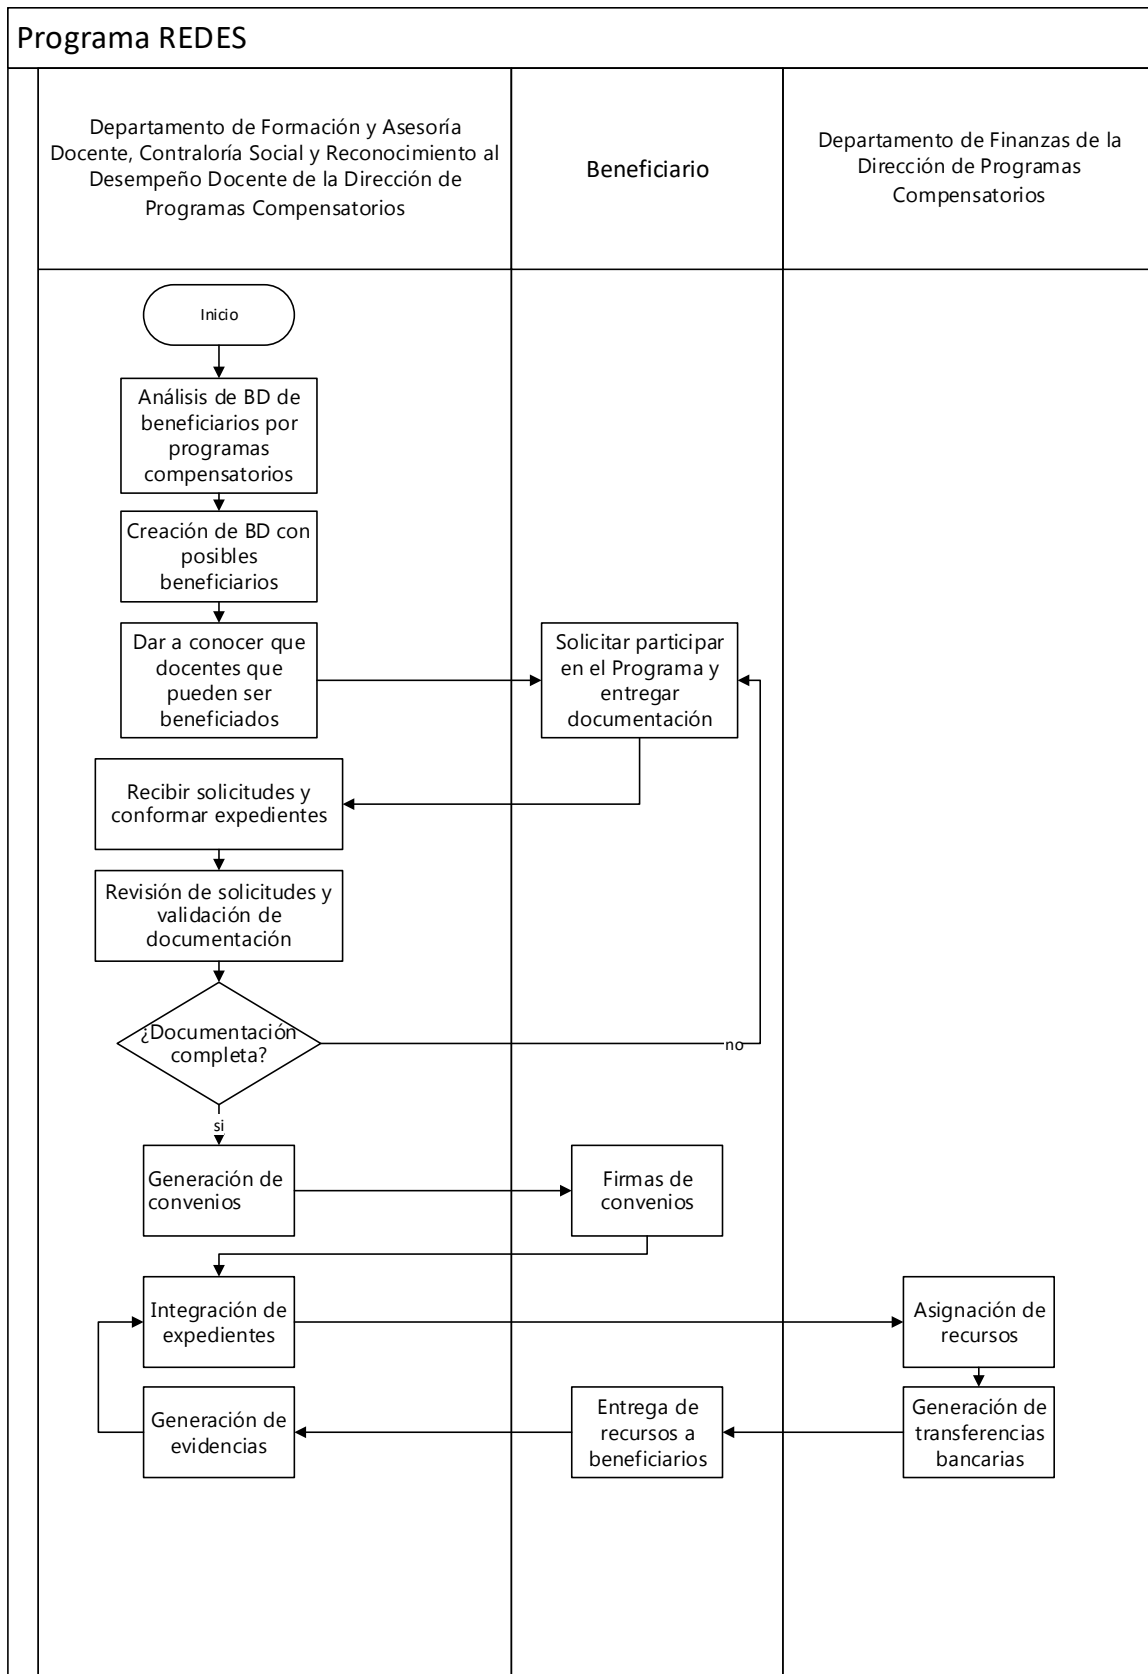 Programa REDES
Departamento de Formación y Asesoría
Docente, Contraloría Social y Reconocimiento al
Desempeño Docente de la Dirección de
Programas Compensatorios
Beneficiario
Departamento de Finanzas de la
Dirección de Programas
Compensatorios
Inicio
Análisis de BD de
beneficiarios por
programas
compensatorios
Creación de BD con
posibles
beneficiarios
Dar a conocer que
docentes que
pueden ser
beneficiados
Solicitar participar
en el Programa y
entregar
documentación
Recibir solicitudes y
conformar expedientes
Revisión de solicitudes y
validación de
documentación
¿Documentación
completa?
no
si
Generación de
convenios
Firmas de
convenios
Integración de
expedientes
Asignación de
recursos
Generación de
evidencias
Entrega de
recursos a
beneficiarios
Generación de
transferencias
bancarias